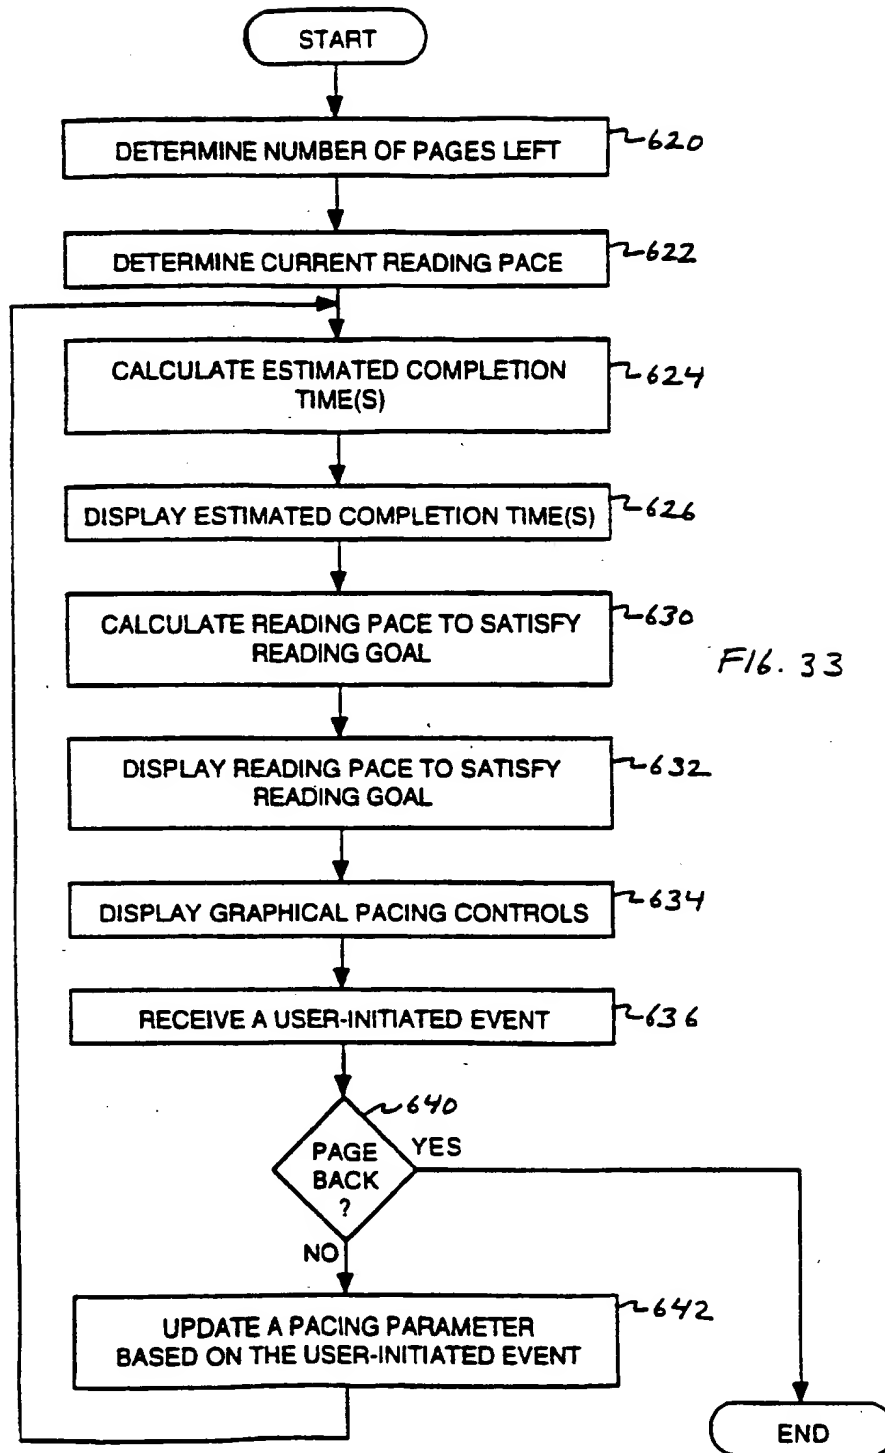 START
DETERMINE NUMBER OF PAGES LEFT
620
DETERMINE CURRENT READING PACE
622
CALCULATE ESTIMATED COMPLETION
TIME(S)
624
DISPLAY ESTIMATED COMPLETION TIME(S)
626
CALCULATE READING PACE TO SATISFY
READING GOAL
630
FIG. 33
DISPLAY READING PACE TO SATISFY
READING GOAL
632
DISPLAY GRAPHICAL PACING CONTROLS
634
RECEIVE A USER-INITIATED EVENT
636
640
PAGE
BACK
?
YES
NO
UPDATE A PACING PARAMETER
BASED ON THE USER-INITIATED EVENT
642
END